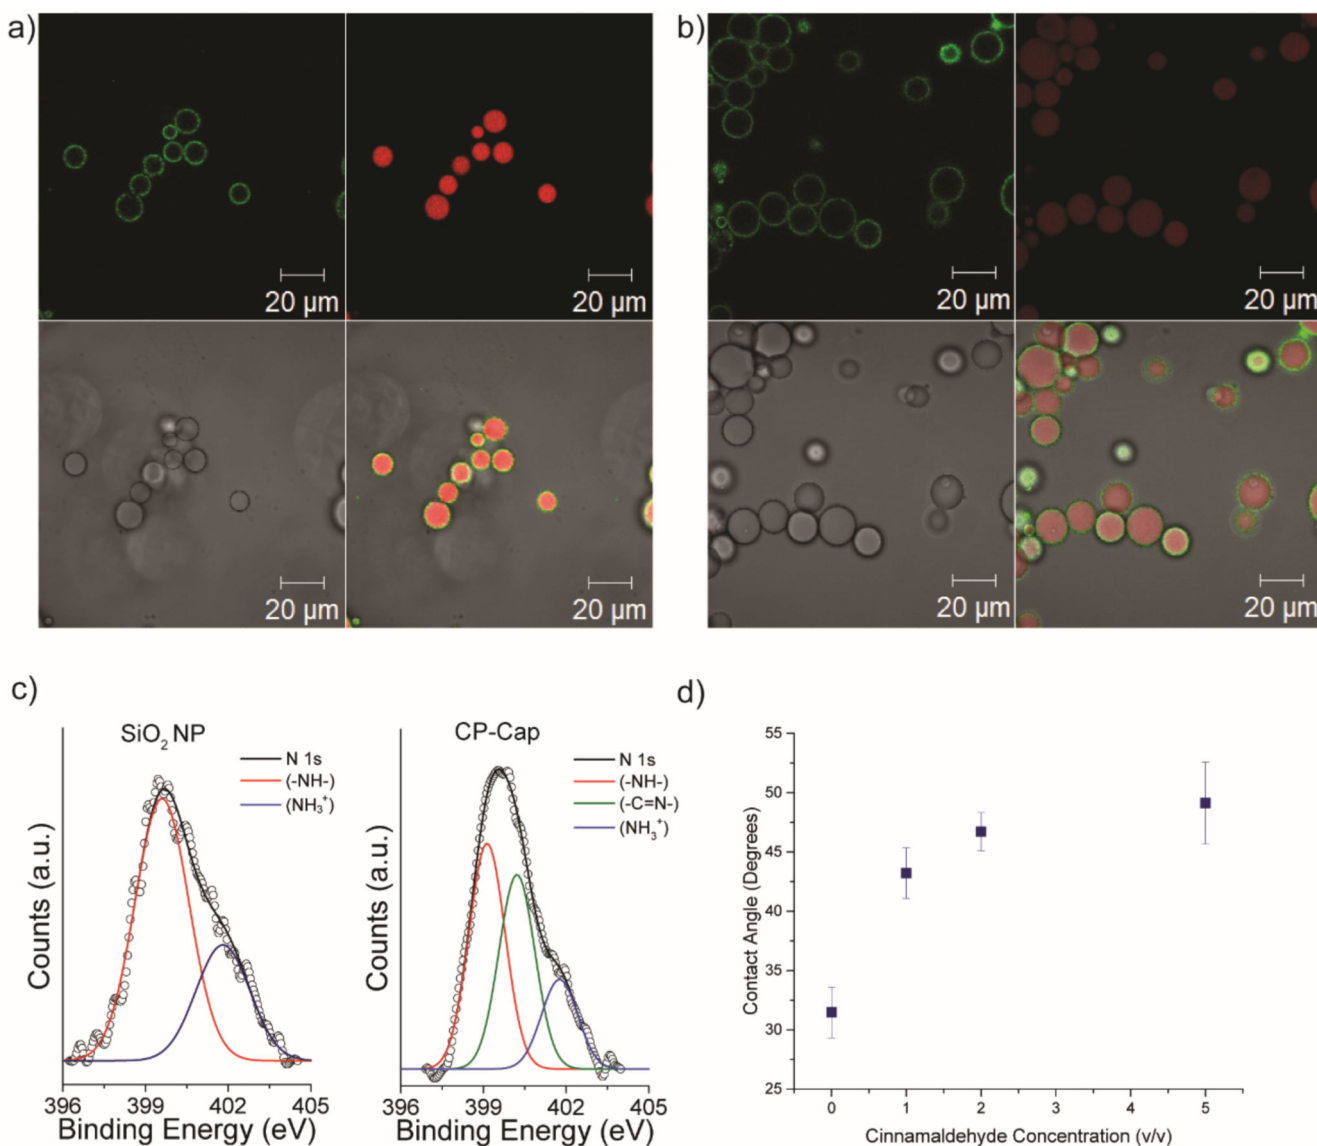 a)
b)
20 µm
20 µm
20 µm
20 µm
20 µm
20 µm
20 µm
20 µm
c)
SiO₂ NP
N 1s
(-NH-)
(NH₃⁺)
Counts (a.u.)
396 399 402 405
Binding Energy (eV)
CP-Cap
N 1s
(-NH-)
(-C=N-)
(NH₃⁺)
Counts (a.u.)
396 399 402 405
Binding Energy (eV)
d)
Contact Angle (Degrees)
55
50
45
40
35
30
25
0 1 2 3 4 5
Cinnamaldehyde Concentration (v/v)